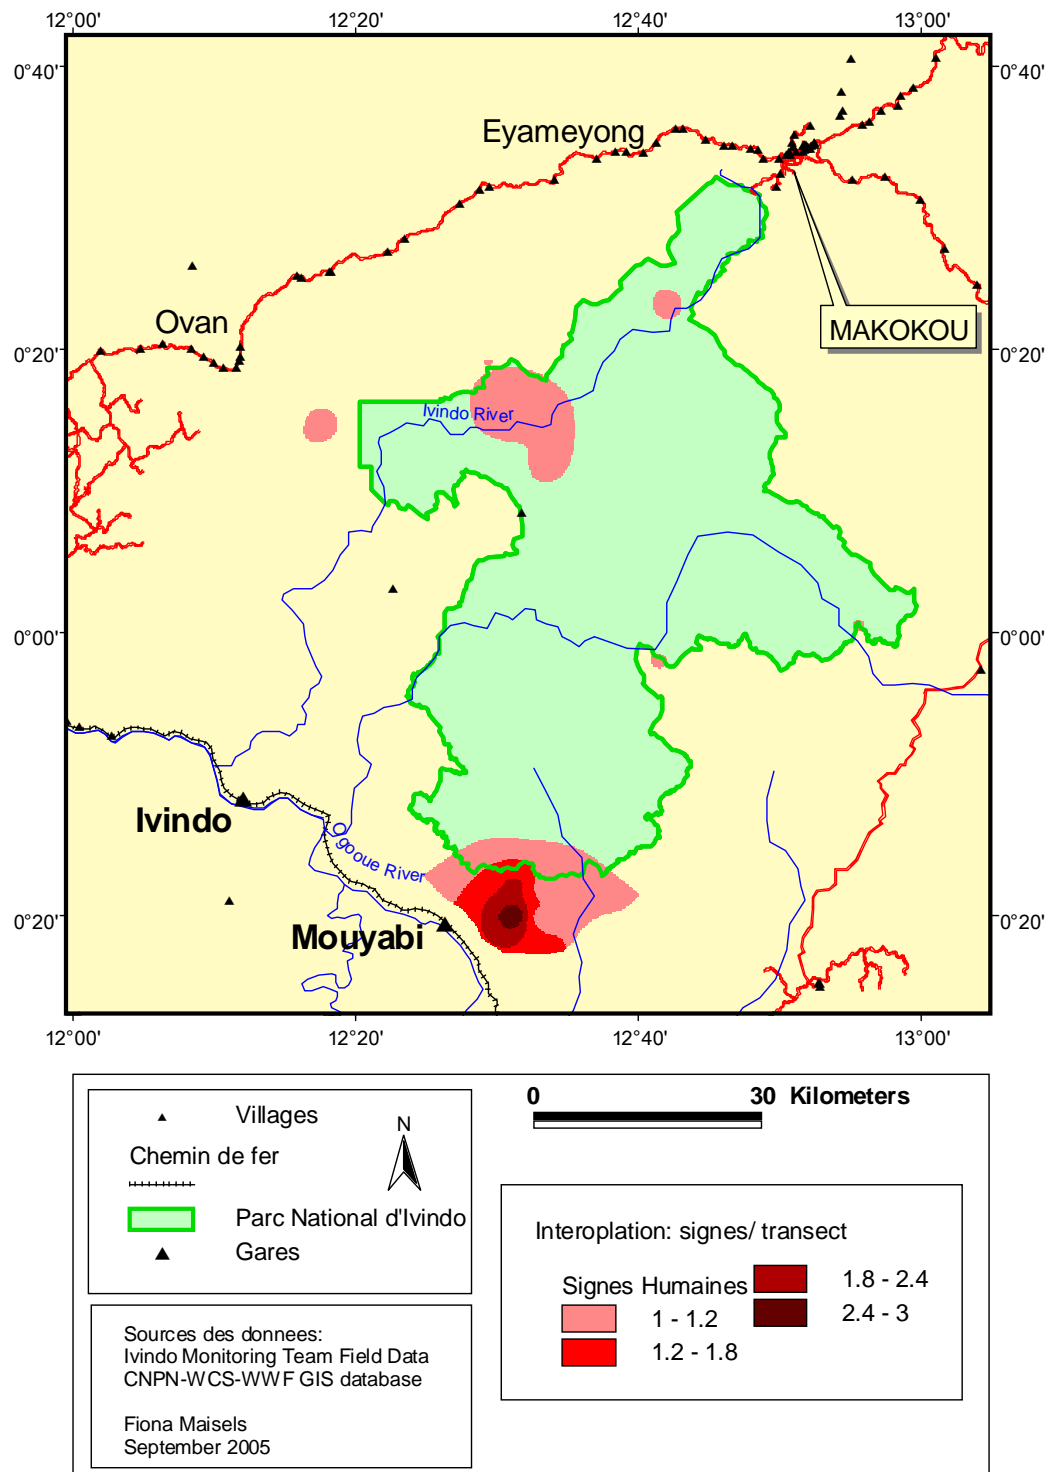 12°00'
12°20'
12°40'
13°00'
0°40'
0°40'
Eyameyong
Ovan
MAKOKOU
0°20'
0°20'
Ivindo River
0°00'
0°00'
Ivindo
Ogooue River
Mouyabi
0°20'
0°20'
12°00'
12°20'
12°40'
13°00'
Villages
Chemin de fer
N
Parc National d'Ivindo
Gares
0 30 Kilometers
Interoplation: signes/ transect
Signes Humaines
1 - 1.2
1.2 - 1.8
1.8 - 2.4
2.4 - 3
Sources des donnees:
Ivindo Monitoring Team Field Data
CNPN-WCS-WWF GIS database
Fiona Maisels
September 2005